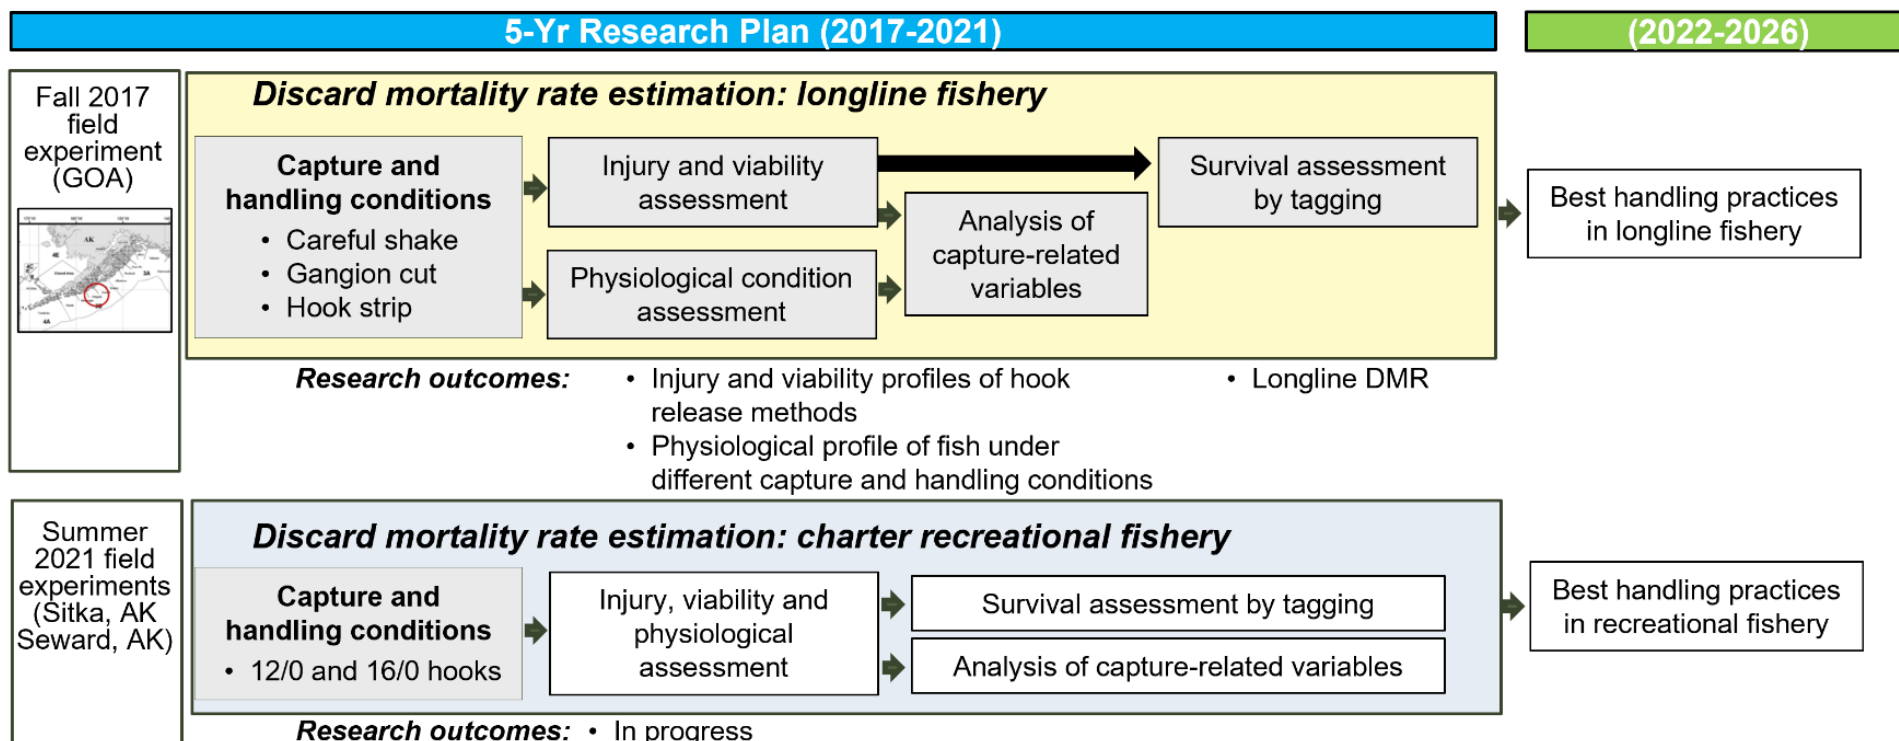 5-Yr Research Plan (2017-2021)
(2022-2026)
Fall 2017
field
experiment
(GOA)
AK
4A
3A
Discard mortality rate estimation: longline fishery
Capture and
handling conditions
• Careful shake
• Gangion cut
• Hook strip
Injury and viability
assessment
Physiological condition
assessment
Analysis of
capture-related
variables
Survival assessment
by tagging
Best handling practices
in longline fishery
Research outcomes:
• Injury and viability profiles of hook
release methods
• Physiological profile of fish under
different capture and handling conditions
• Longline DMR
Summer
2021 field
experiments
(Sitka, AK
Seward, AK)
Discard mortality rate estimation: charter recreational fishery
Capture and
handling conditions
• 12/0 and 16/0 hooks
Injury, viability and
physiological
assessment
Survival assessment by tagging
Analysis of capture-related variables
Best handling practices
in recreational fishery
Research outcomes: • In progress